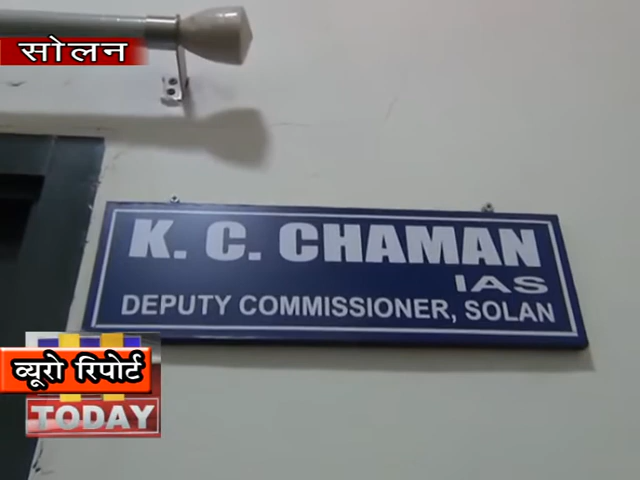 सोलन
K. C. CHAMAN
IAS
DEPUTY COMMISSIONER, SOLAN
ब्यूरो रिपोर्ट
TODAY